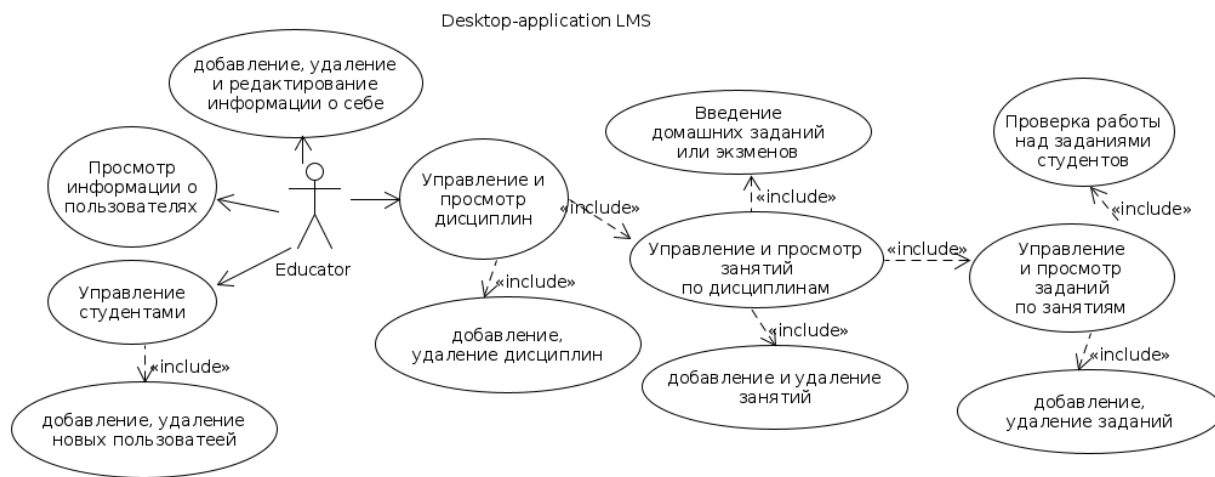 Desktop-application LMS
добавление, удаление
и редактирование
информации о себе
Просмотр
информации о
пользователях
Educator
Управление
студентами
«include»
добавление, удаление
новых пользоватеей
Управление и
просмотр
дисциплин
«include»
«include»
добавление,
удаление дисциплин
Введение
домашних заданий
или экзменов
«include»
Управление и просмотр
занятий
по дисциплинам
«include»
«include»
добавление и удаление
занятий
Проверка работы
над заданиями
студентов
«include»
Управление
и просмотр
заданий
по занятиям
«include»
добавление,
удаление заданий